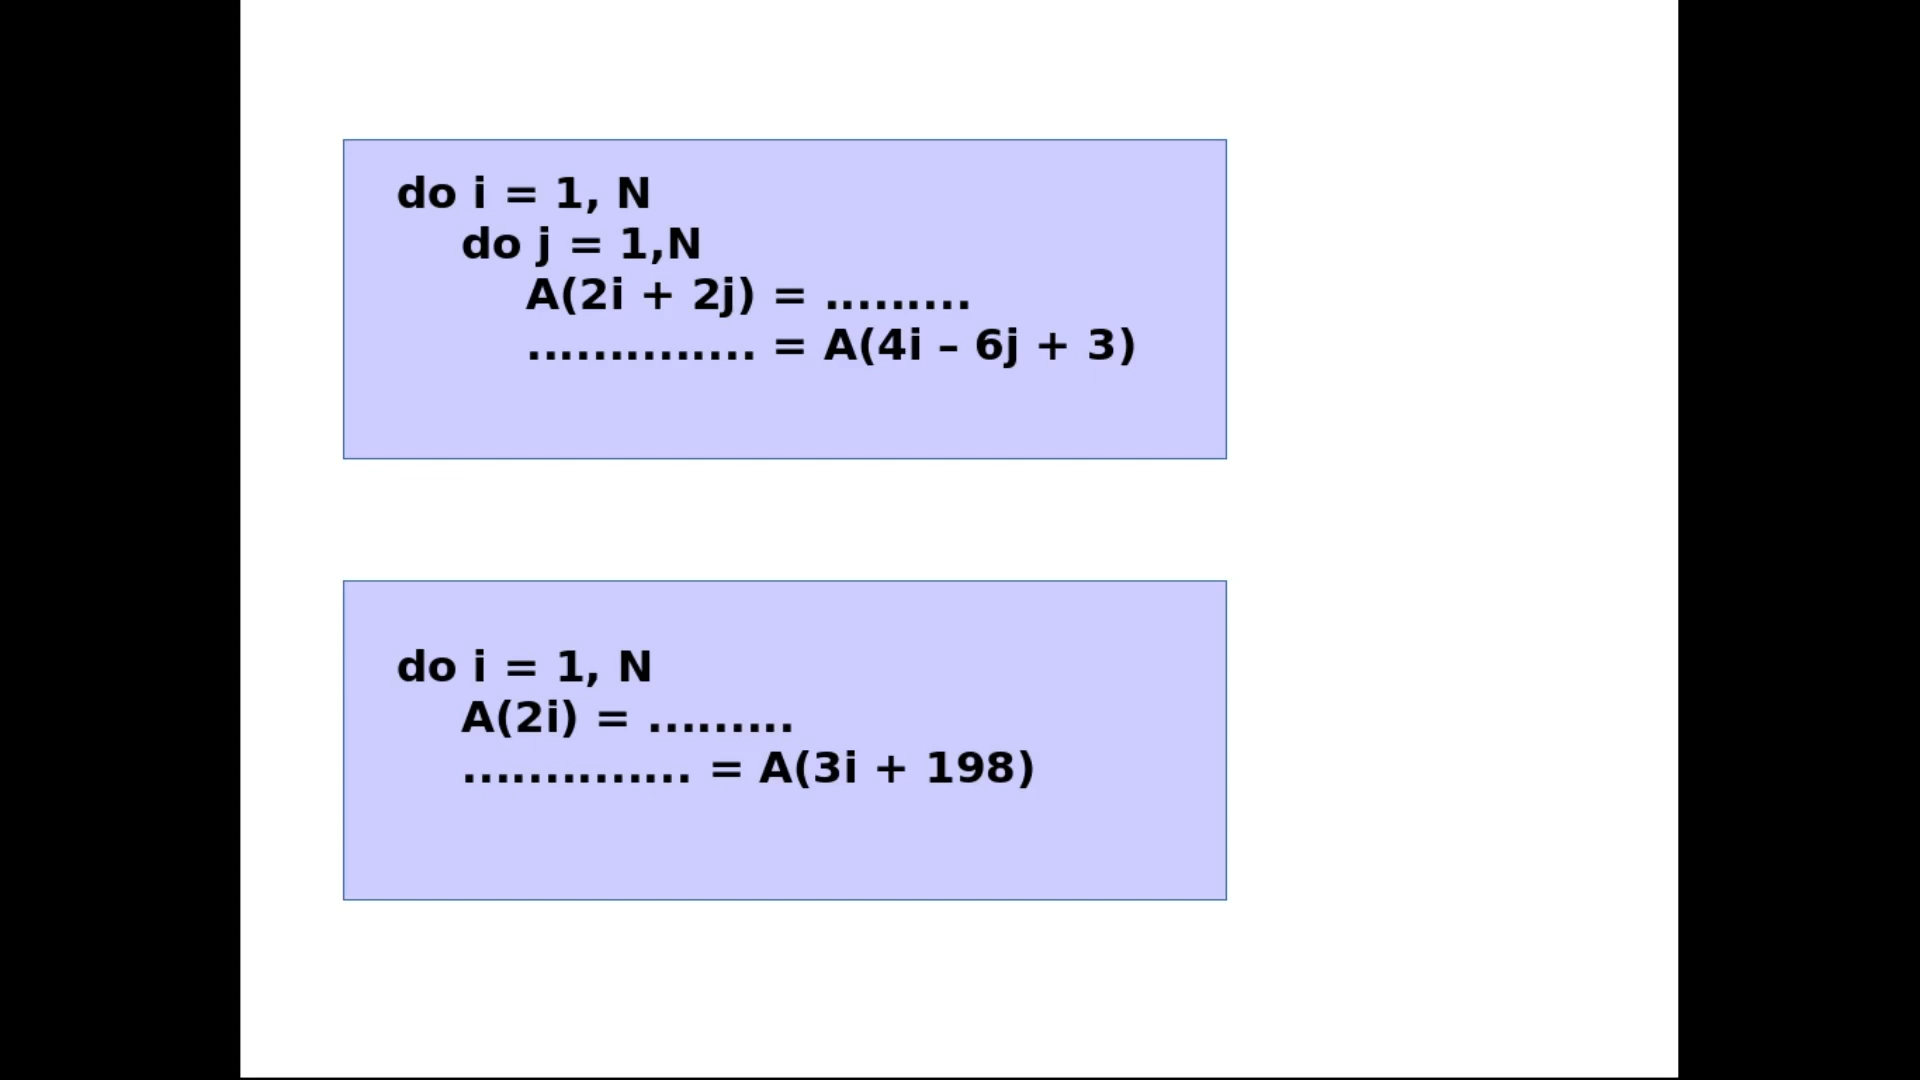 do i = 1, N
do j = 1,N
A(2i + 2j) = .........
.............. = A(4i – 6j + 3)
do i = 1, N
A(2i) = .........
.............. = A(3i + 198)